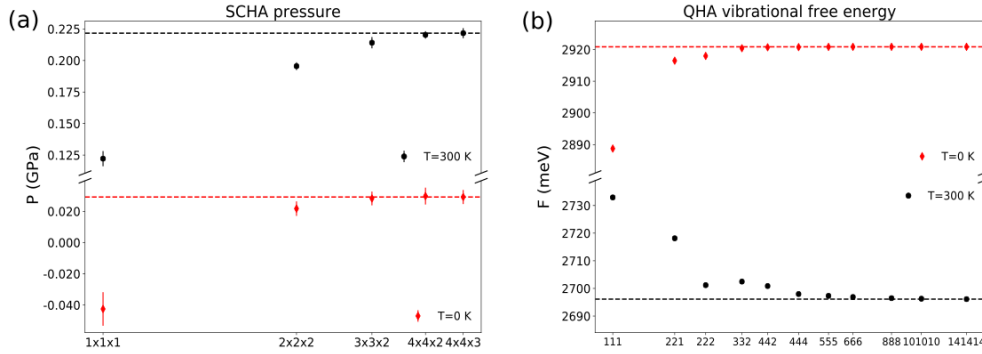 (a)
SCHA pressure
P (GPa)
0.225
0.200
0.175
0.150
0.125
0.020
0.000
-0.020
-0.040
T=300 K
T=0 K
1x1x1
2x2x2
3x3x2
4x4x2
4x4x3
(b)
QHA vibrational free energy
F (meV)
2920
2910
2900
2890
2730
2720
2710
2700
2690
T=0 K
T=300 K
111
221
222
332
442
444
555
666
888
101010
141414